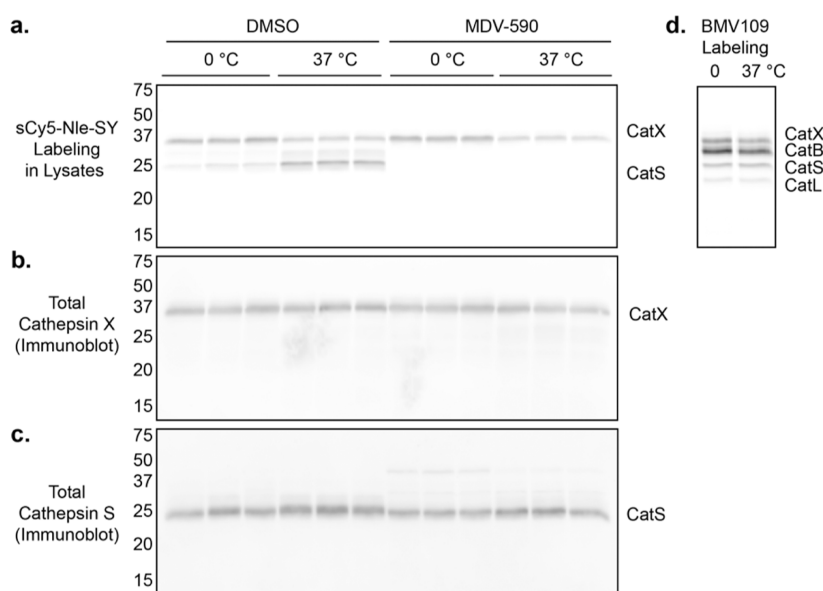 a.
DMSO
MDV-590
0 °C
37 °C
0 °C
37 °C
75
50
37
25
20
15
sCy5-Nle-SY
Labeling
in Lysates
CatX
CatS
d.
BMV109
Labeling
0
37 °C
CatX
CatB
CatS
CatL
b.
75
50
37
25
20
15
Total
Cathepsin X
(Immunoblot)
CatX
c.
75
50
37
25
20
15
Total
Cathepsin S
(Immunoblot)
CatS